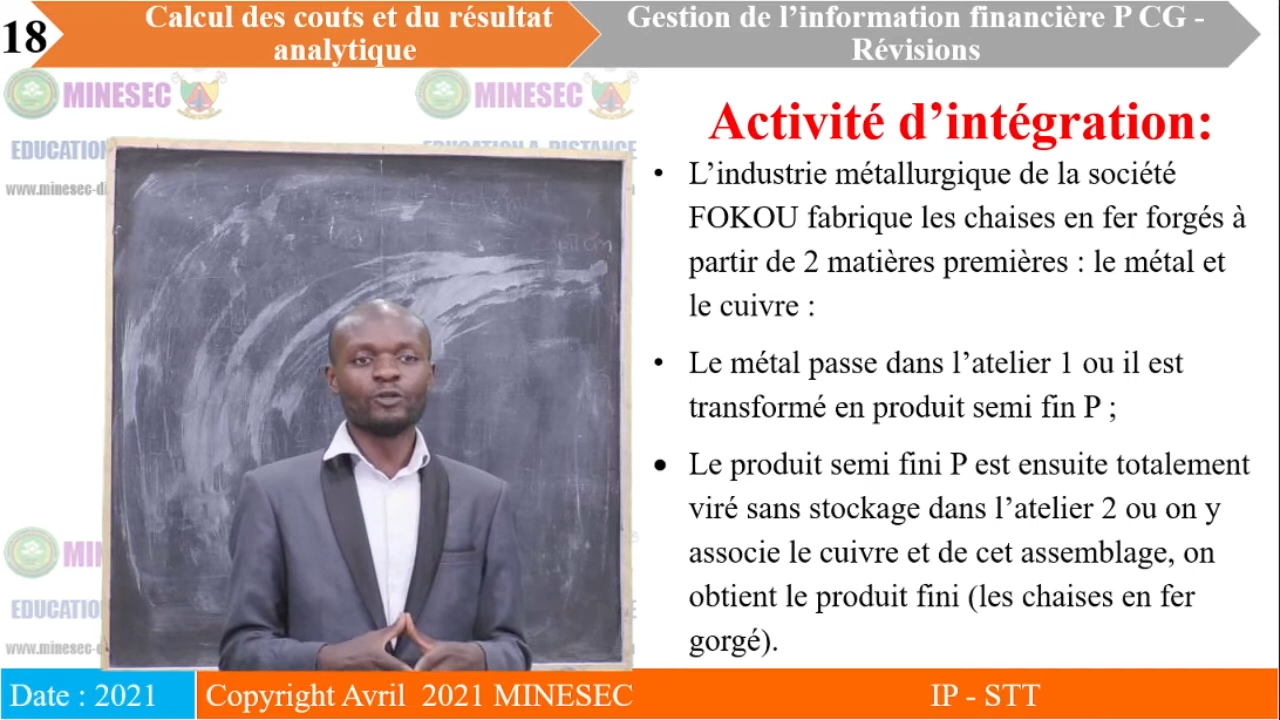 18
Calcul des couts et du résultat
analytique
Gestion de l’information financière P CG -
Révisions
MINESEC
MINESEC
EDUCATION A DISTANCE
www.minesec-d
Activité d’intégration:
• L’industrie métallurgique de la société
FOKOU fabrique les chaises en fer forgés à
partir de 2 matières premières : le métal et
le cuivre :
• Le métal passe dans l’atelier 1 ou il est
transformé en produit semi fin P ;
• Le produit semi fini P est ensuite totalement
viré sans stockage dans l’atelier 2 ou on y
associe le cuivre et de cet assemblage, on
obtient le produit fini (les chaises en fer
gorgé).
Date : 2021
Copyright Avril 2021 MINESEC
IP - STT